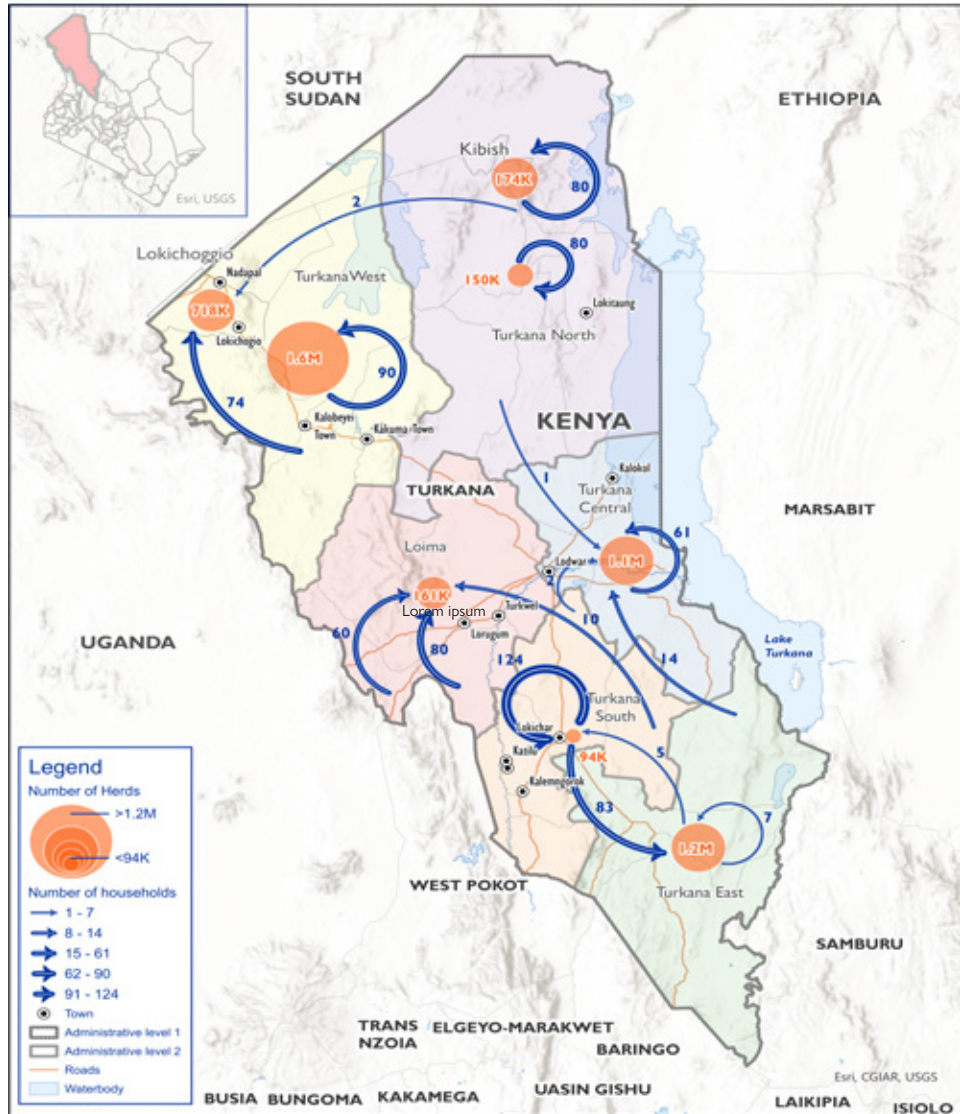 SOUTH
SUDAN
ETHIOPIA
Esri, USGS
Kibish
174K
80
2
80
Lokichoggio
Nadapal
Turkana West
150K
718K
Lokitaung
Lokichogio
Turkana North
1.6M
90
74
KENYA
Kalobeyei
Town
Kakuma-Town
1
Kalokol
TURKANA
Turkana
Central
MARSABIT
61
Loima
Lodwar
1.1M
2
161K
Lorem ipsum
Turkwel
10
Lorugum
60
UGANDA
80
124
14
Lake
Turkana
Turkana
South
Lokichar
Katilu
94K
5
Kalemngorok
83
7
1.2M
WEST POKOT
Turkana East
SAMBURU
TRANS
NZOIA
ELGEYO-MARAKWET
BARINGO
Esri, CGIAR, USGS
BUSIA
BUNGOMA
KAKAMEGA
UASIN GISHU
LAIKIPIA
ISIOLO
Legend
Number of Herds
>1.2M
<94K
Number of households
1 - 7
8 - 14
15 - 61
62 - 90
91 - 124
Town
Administrative level 1
Administrative level 2
Roads
Waterbody